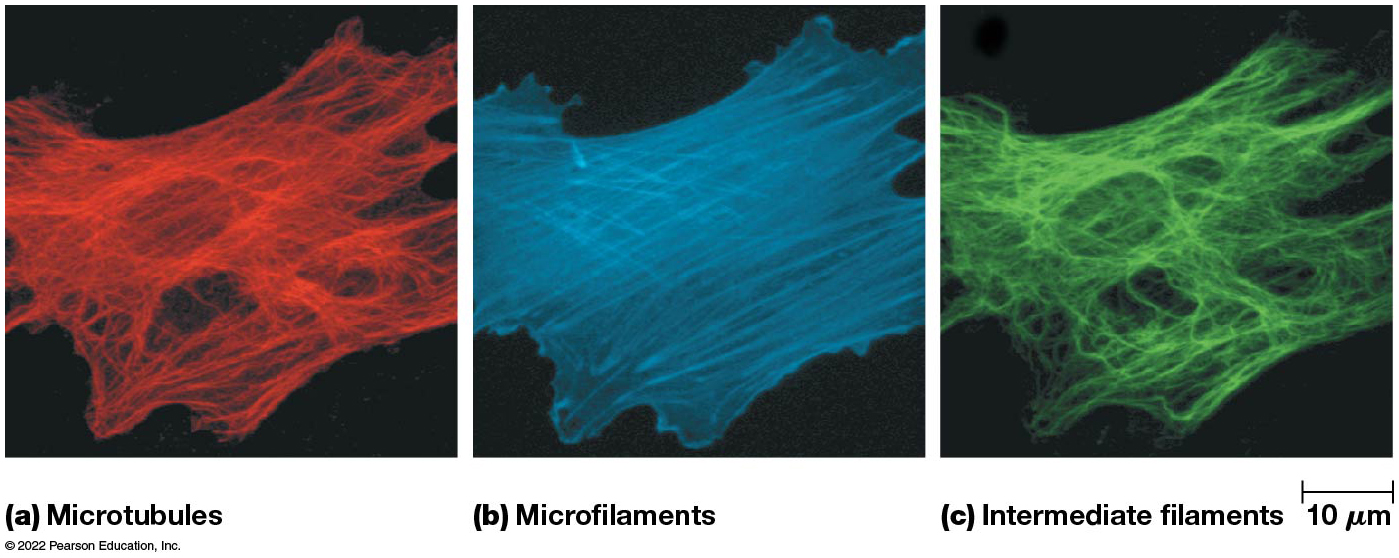 (a) Microtubules
(b) Microfilaments
(c) Intermediate filaments
10 μm
© 2022 Pearson Education, Inc.